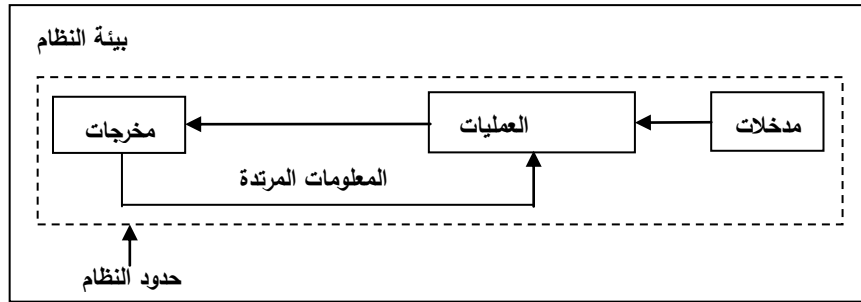 بيئة النظام
مدخلات
العمليات
مخرجات
المعلومات المرتدة
حدود النظام